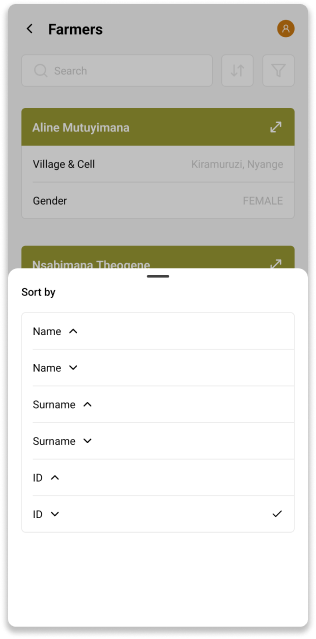 Farmers
Search
Aline Mutuyimana
Village & Cell Kiramuruzi, Nyange
Gender FEMALE
Nsabimana Theogene
Sort by
Name
Name
Surname
Surname
ID
ID